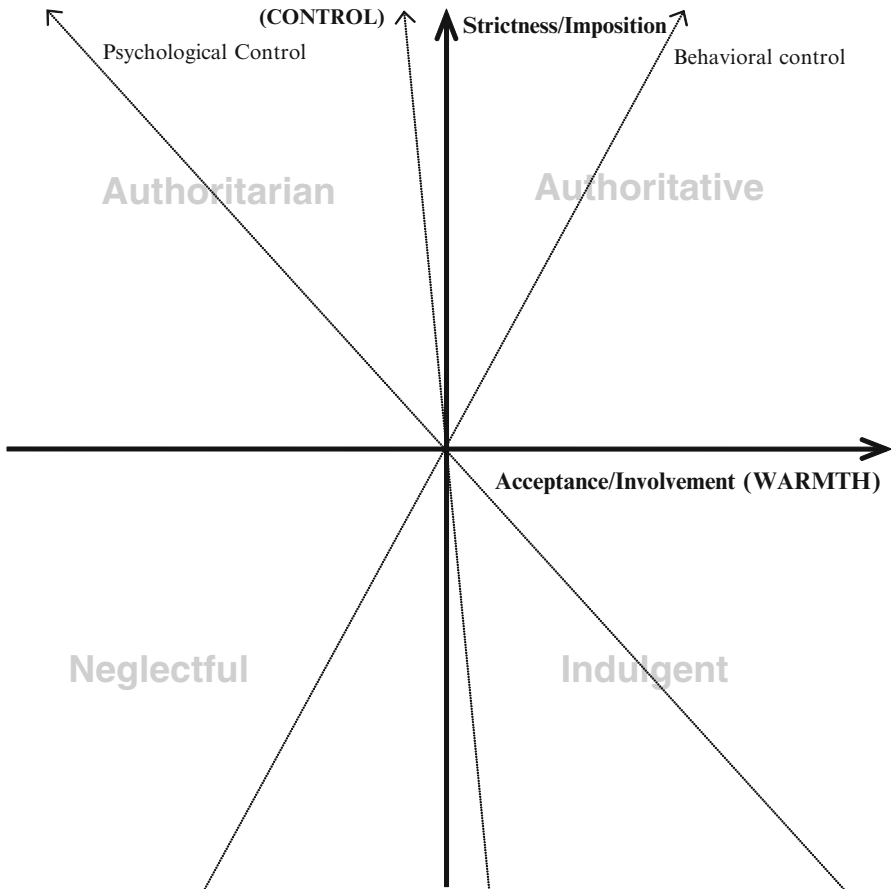 (CONTROL)
Strictness/Imposition
Psychological Control
Behavioral control
Authoritarian
Authoritative
Acceptance/Involvement (WARMTH)
Neglectful
Indulgent